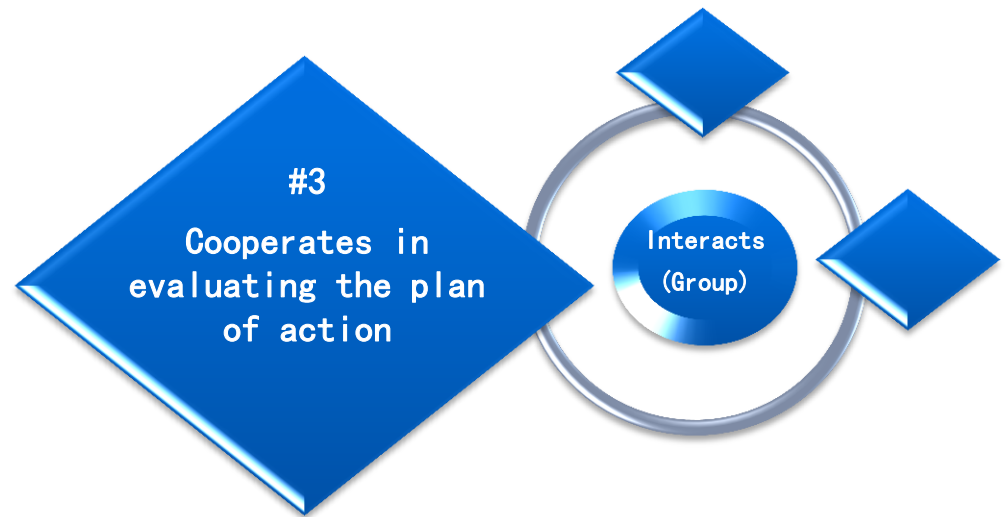 #3
Cooperates in
evaluating the plan
of action
Interacts
(Group)